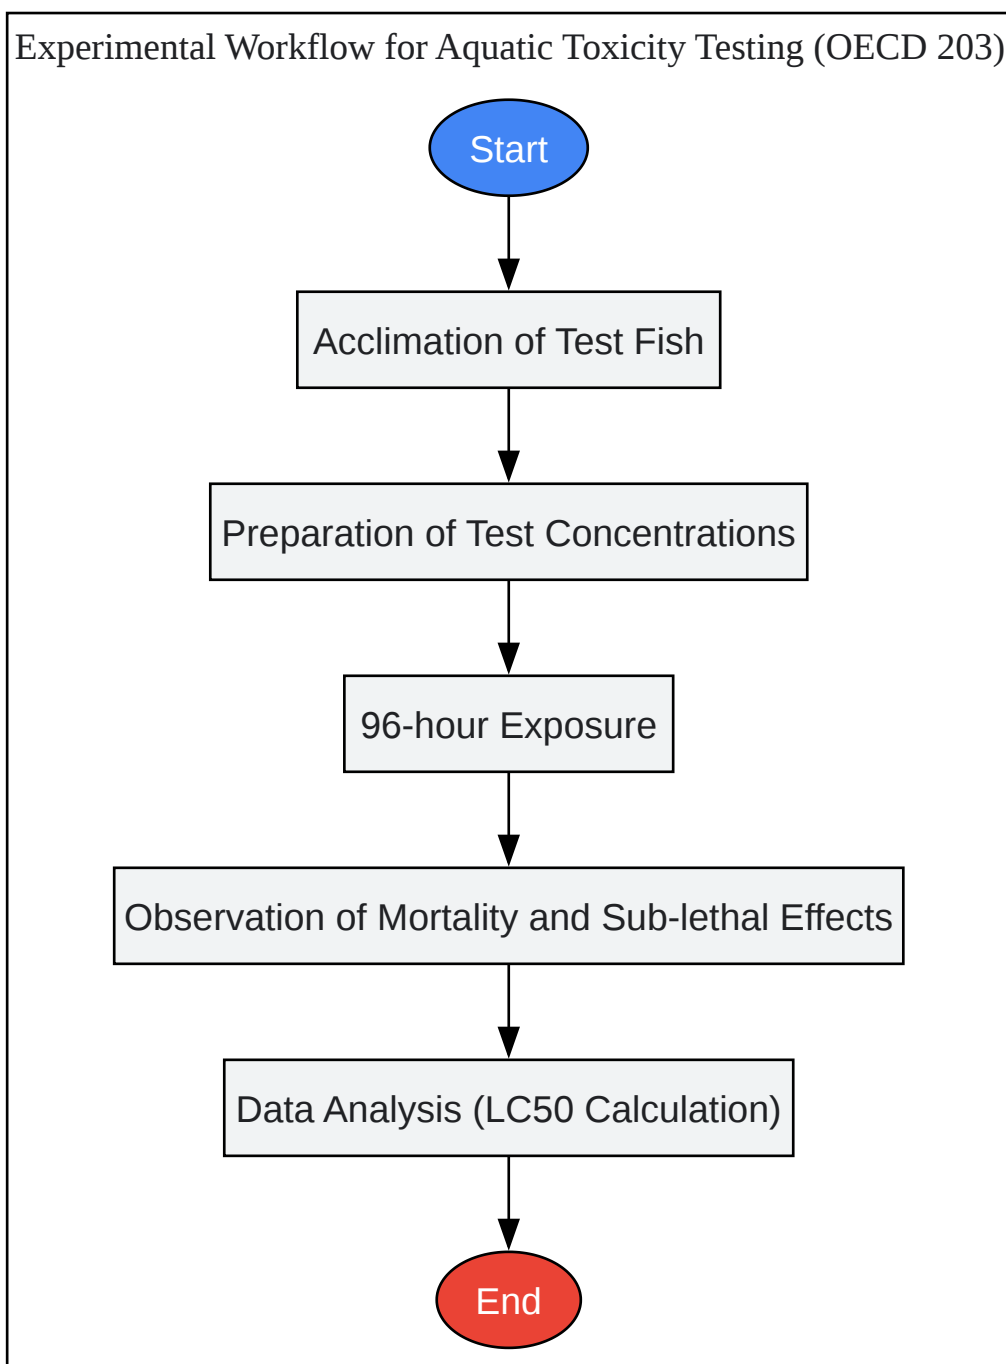 Experimental Workflow for Aquatic Toxicity Testing (OECD 203)
Start
Acclimation of Test Fish
Preparation of Test Concentrations
96-hour Exposure
Observation of Mortality and Sub-lethal Effects
Data Analysis (LC50 Calculation)
End